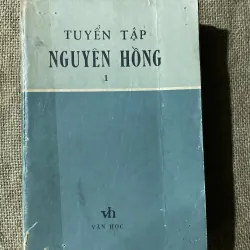 TUYỂN TẬP
NGUYÊN HỒNG
1
vh
VĂN HỌC